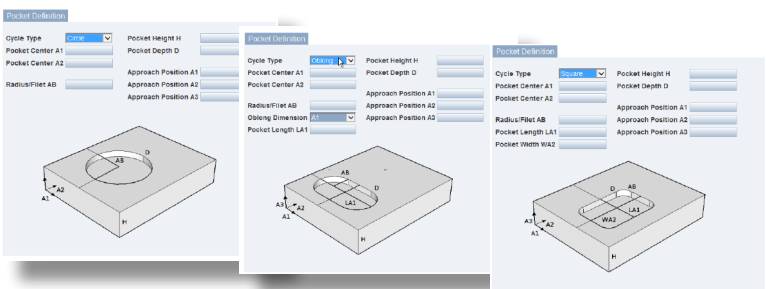 Pocket Definition
Cycle Type Circle Pocket Height H
Pocket Center A1 Pocket Depth D
Pocket Center A2
Approach Position A1
Radius/Filet AB Approach Position A2
Approach Position A3
AB
D
A2
A1
H
Pocket Definition
Cycle Type Oblong Pocket Height H
Pocket Center A1 Pocket Depth D
Pocket Center A2
Approach Position A1
Radius/Filet AB Approach Position A2
Oblong Dimension A1 Approach Position A3
Pocket Length LA1
AB
D
LA1
A3
A2
A1
H
Pocket Definition
Cycle Type Square Pocket Height H
Pocket Center A1 Pocket Depth D
Pocket Center A2
Approach Position A1
Radius/Filet AB Approach Position A2
Pocket Length LA1 Approach Position A3
Pocket Width WA2
D AB
LA1
WA2
A3
A2
A1
H